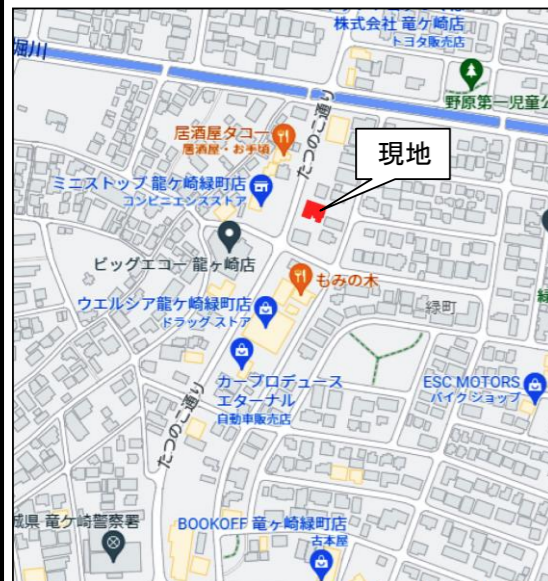 株式会社 竜ケ崎店
トヨタ販売店
堀川
野原第一児童公
たつのこ通り
居酒屋タコー
居酒屋・お手頃
現地
ミニストップ 龍ケ崎緑町店
コンビニエンスストア
ビッグエコー 龍ヶ崎店
もみの木
ウエルシア龍ケ崎緑町店
ドラッグ ストア
緑町
緑
カープロデュース
エターナル
自動車販売店
ESC MOTORS
バイク ショップ
たつのこ通り
城県 竜ケ崎警察署
BOOKOFF 竜ヶ崎緑町店
古本屋